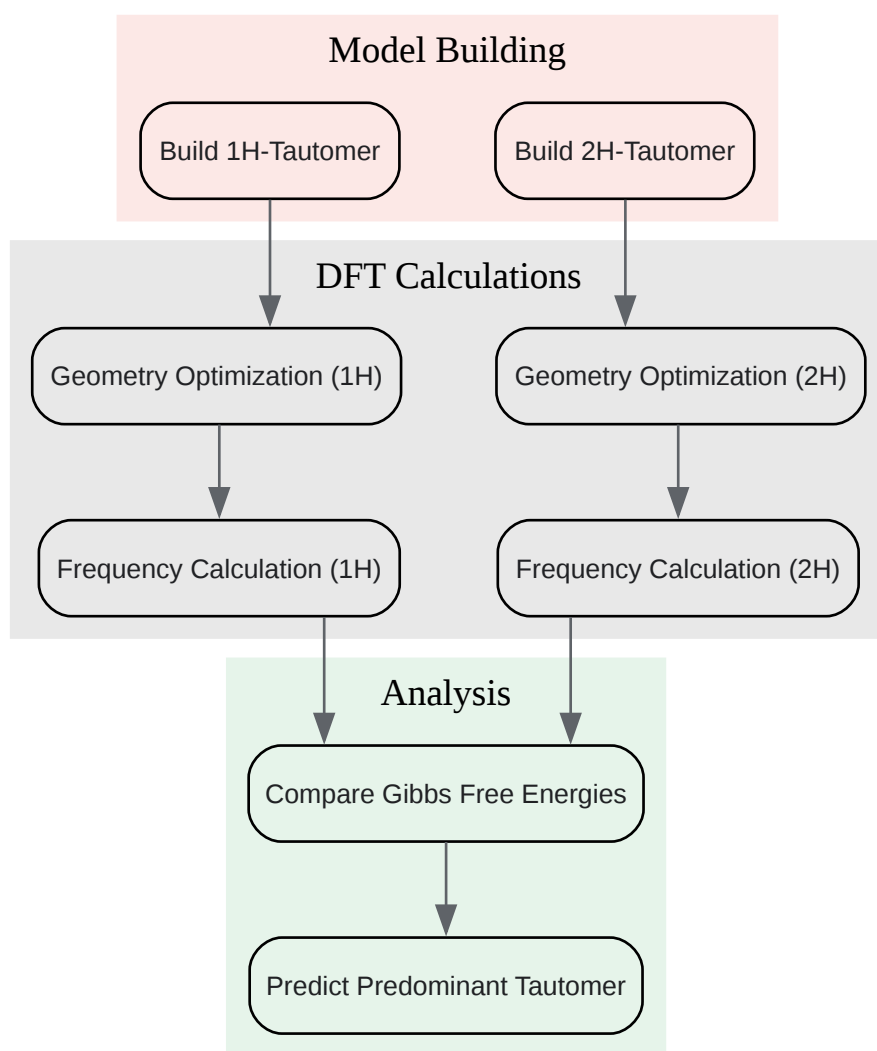 Model Building
Build 1H-Tautomer
Build 2H-Tautomer
DFT Calculations
Geometry Optimization (1H)
Geometry Optimization (2H)
Frequency Calculation (1H)
Frequency Calculation (2H)
Analysis
Compare Gibbs Free Energies
Predict Predominant Tautomer